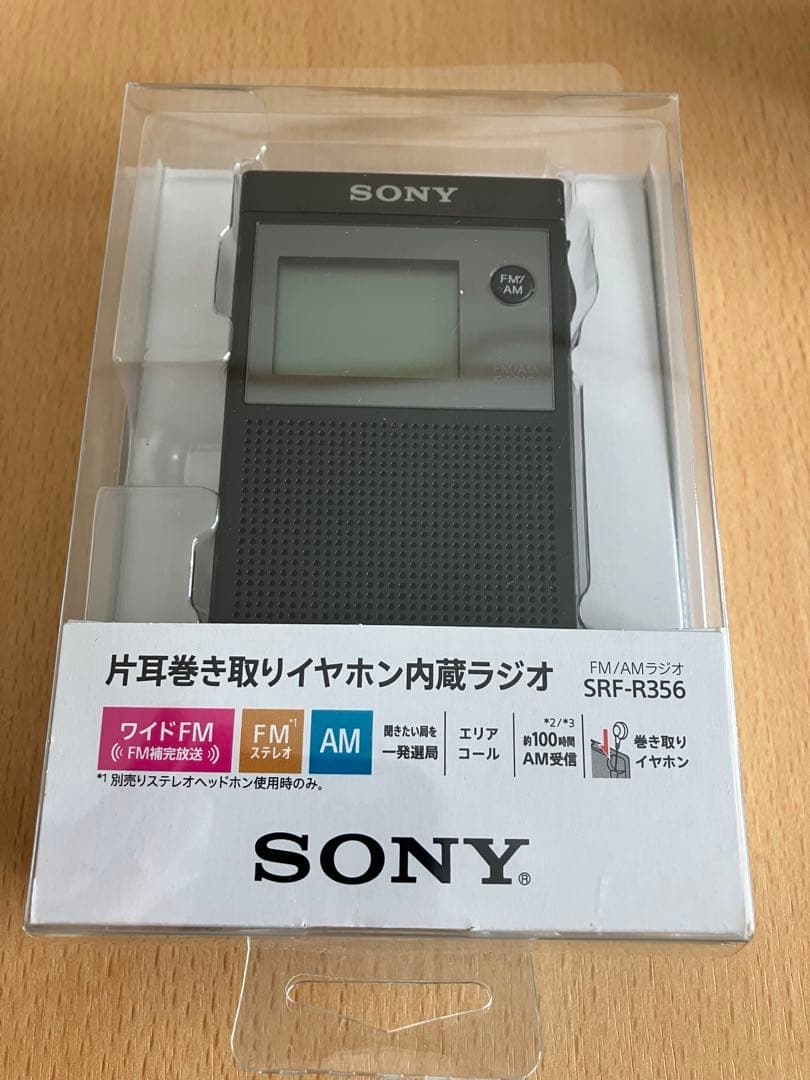 SONY
FM/
AM
FM/AM
片耳巻き取りイヤホン内蔵ラジオ
FM/AMラジオ
SRF-R356
ワイドFM
FM補完放送
FM*1
ステレオ
AM
聞きたい局を
一発選局
エリア
コール
*2/*3
約100時間
AM受信
巻き取り
イヤホン
*1 別売りステレオヘッドホン使用時のみ。
SONY®